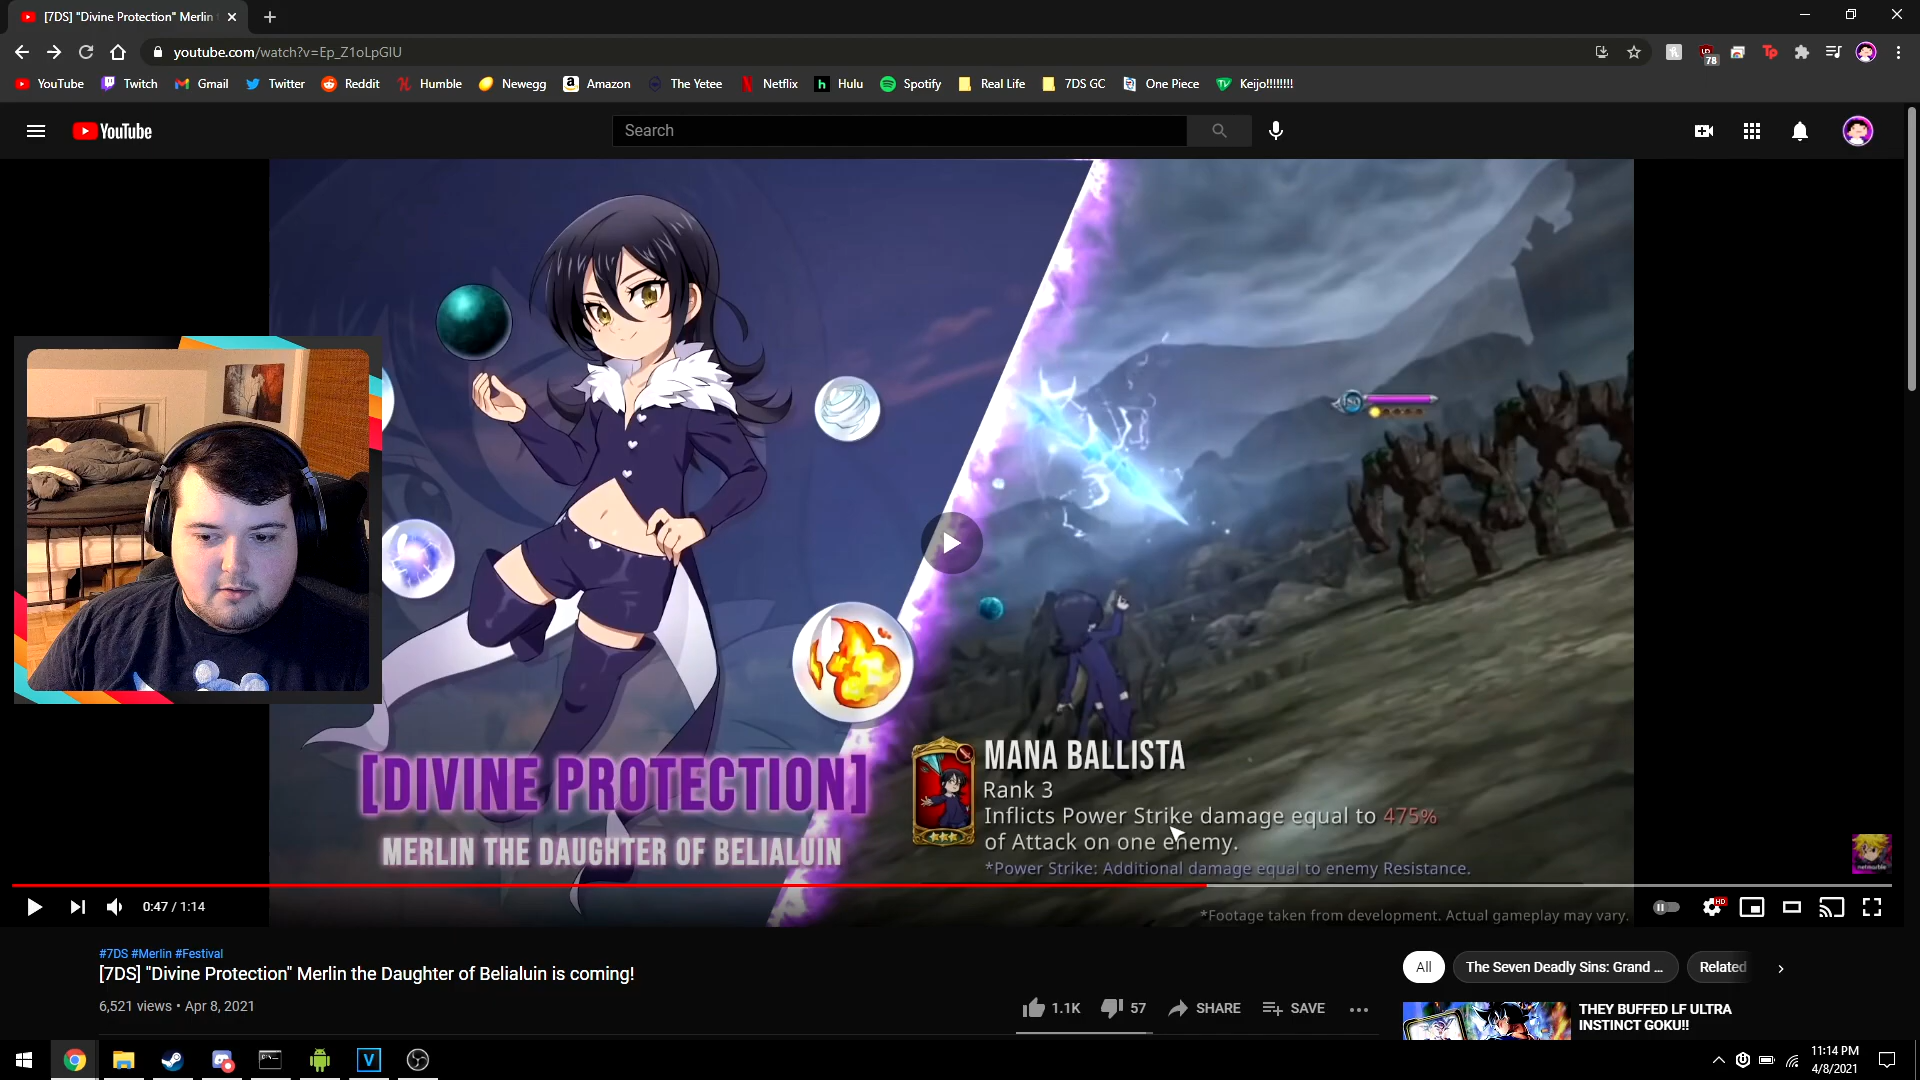 [7DS] "Divine Protection" Merlin
youtube.com/watch?v=Ep_Z1oLpGlU
78
YouTube Twitch Gmail Twitter Reddit Humble Newegg Amazon The Yetee Netflix Hulu Spotify Real Life 7DS GC One Piece Keijo!!!!!!!!
YouTube
Search
[DIVINE PROTECTION]
MERLIN THE DAUGHTER OF BELIALUIN
MANA BALLISTA
Rank 3
Inflicts Power Strike damage equal to 475%
of Attack on one enemy.
*Power Strike: Additional damage equal to enemy Resistance.
netmarble
0:47 / 1:14
HD
*Footage taken from development. Actual gameplay may vary.
#7DS #Merlin #Festival
[7DS] "Divine Protection" Merlin the Daughter of Belialuin is coming!
6,521 views • Apr 8, 2021
1.1K 57 SHARE SAVE
All The Seven Deadly Sins: Grand ... Related
THEY BUFFED LF ULTRA
INSTINCT GOKU!!
11:14 PM
4/8/2021